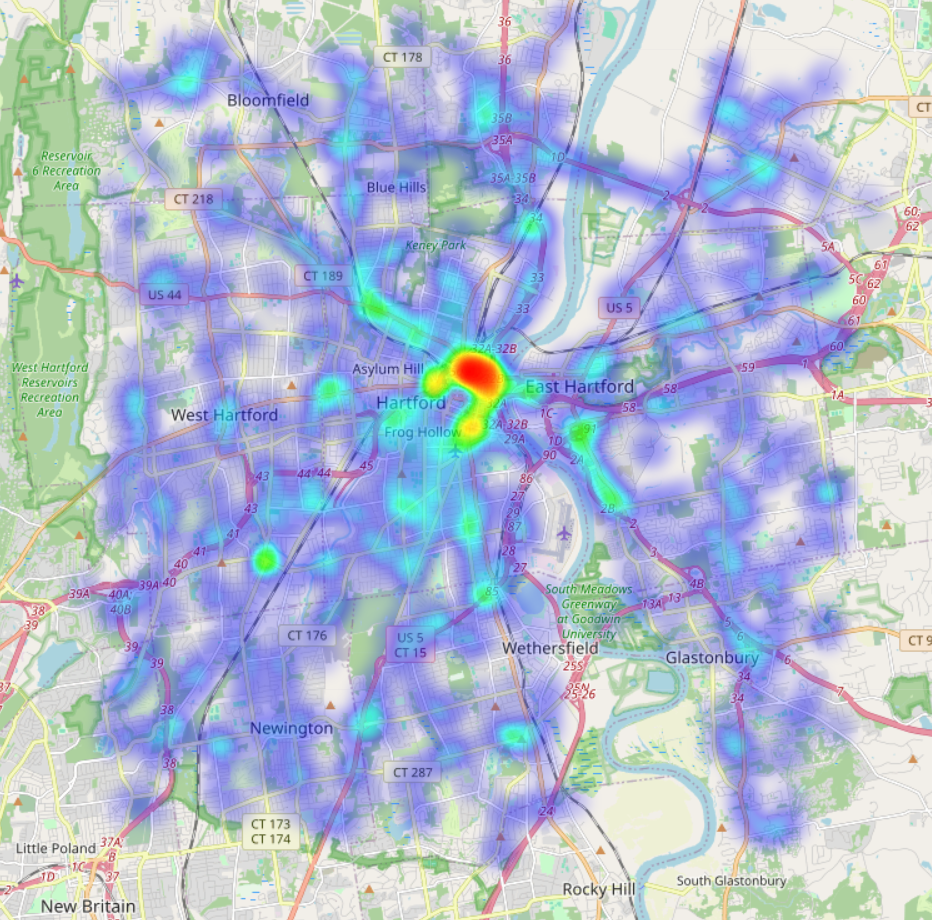 36
CT 178
36
Bloomfield
CT
35B
35A
Reservoir
6 Recreation
Area
1D
35A-35B
Blue Hills
2
CT 218
34
2
60;
62
34
5A
Keney Park
61
CT 189
33
5C
62
US 44
60
33
US 5
61
32A-32B
60
Asylum Hill
59
1
West Hartford
Reservoirs
Recreation
Area
East Hartford
58
1A
Hartford
58
West Hartford
1C
Frog Hollow
32A-32B
91
29A
1D
90
2A
45
43
44
44
86
27
2B
43
29
87
2
41
41
28
3
40
27
39A
40
4B
39A
40A
40B
85
South Meadows
Greenway
at Goodwin
University
13
38
13A
39
5
CT 176
US 5
CT 15
6
CT 9
39
Wethersfield
Glastonbury
39
25S
6
34
37
25N
25-26
7
38
34
Newington
38
CT 287
24
CT 173
CT 174
37A
Little Poland
B
1C
1D
37
2
South Glastonbury
Rocky Hill
New Britain